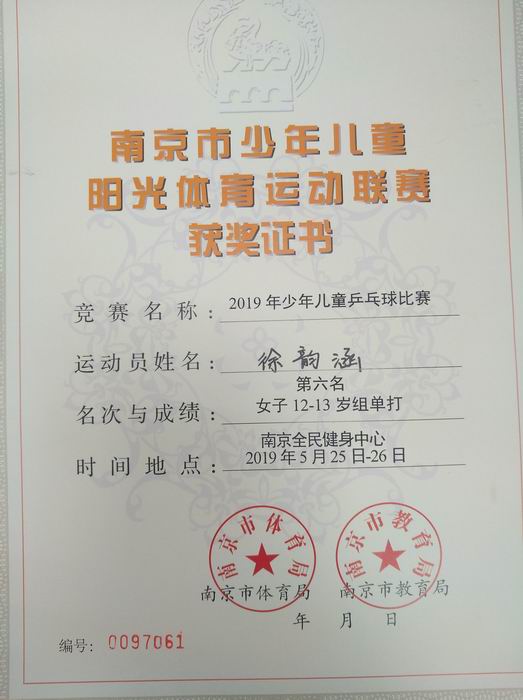 南京市少年儿童
阳光体育运动联赛
获奖证书
竞赛名称：2019年少年儿童乒乓球比赛
运动员姓名：徐韵涵
第六名
名次与成绩：女子12-13岁组单打
南京全民健身中心
时间地点：2019年5月25日-26日
南京市体育局 南京市教育局
南京市体育局 南京市教育局
年 月 日
编号：0097061